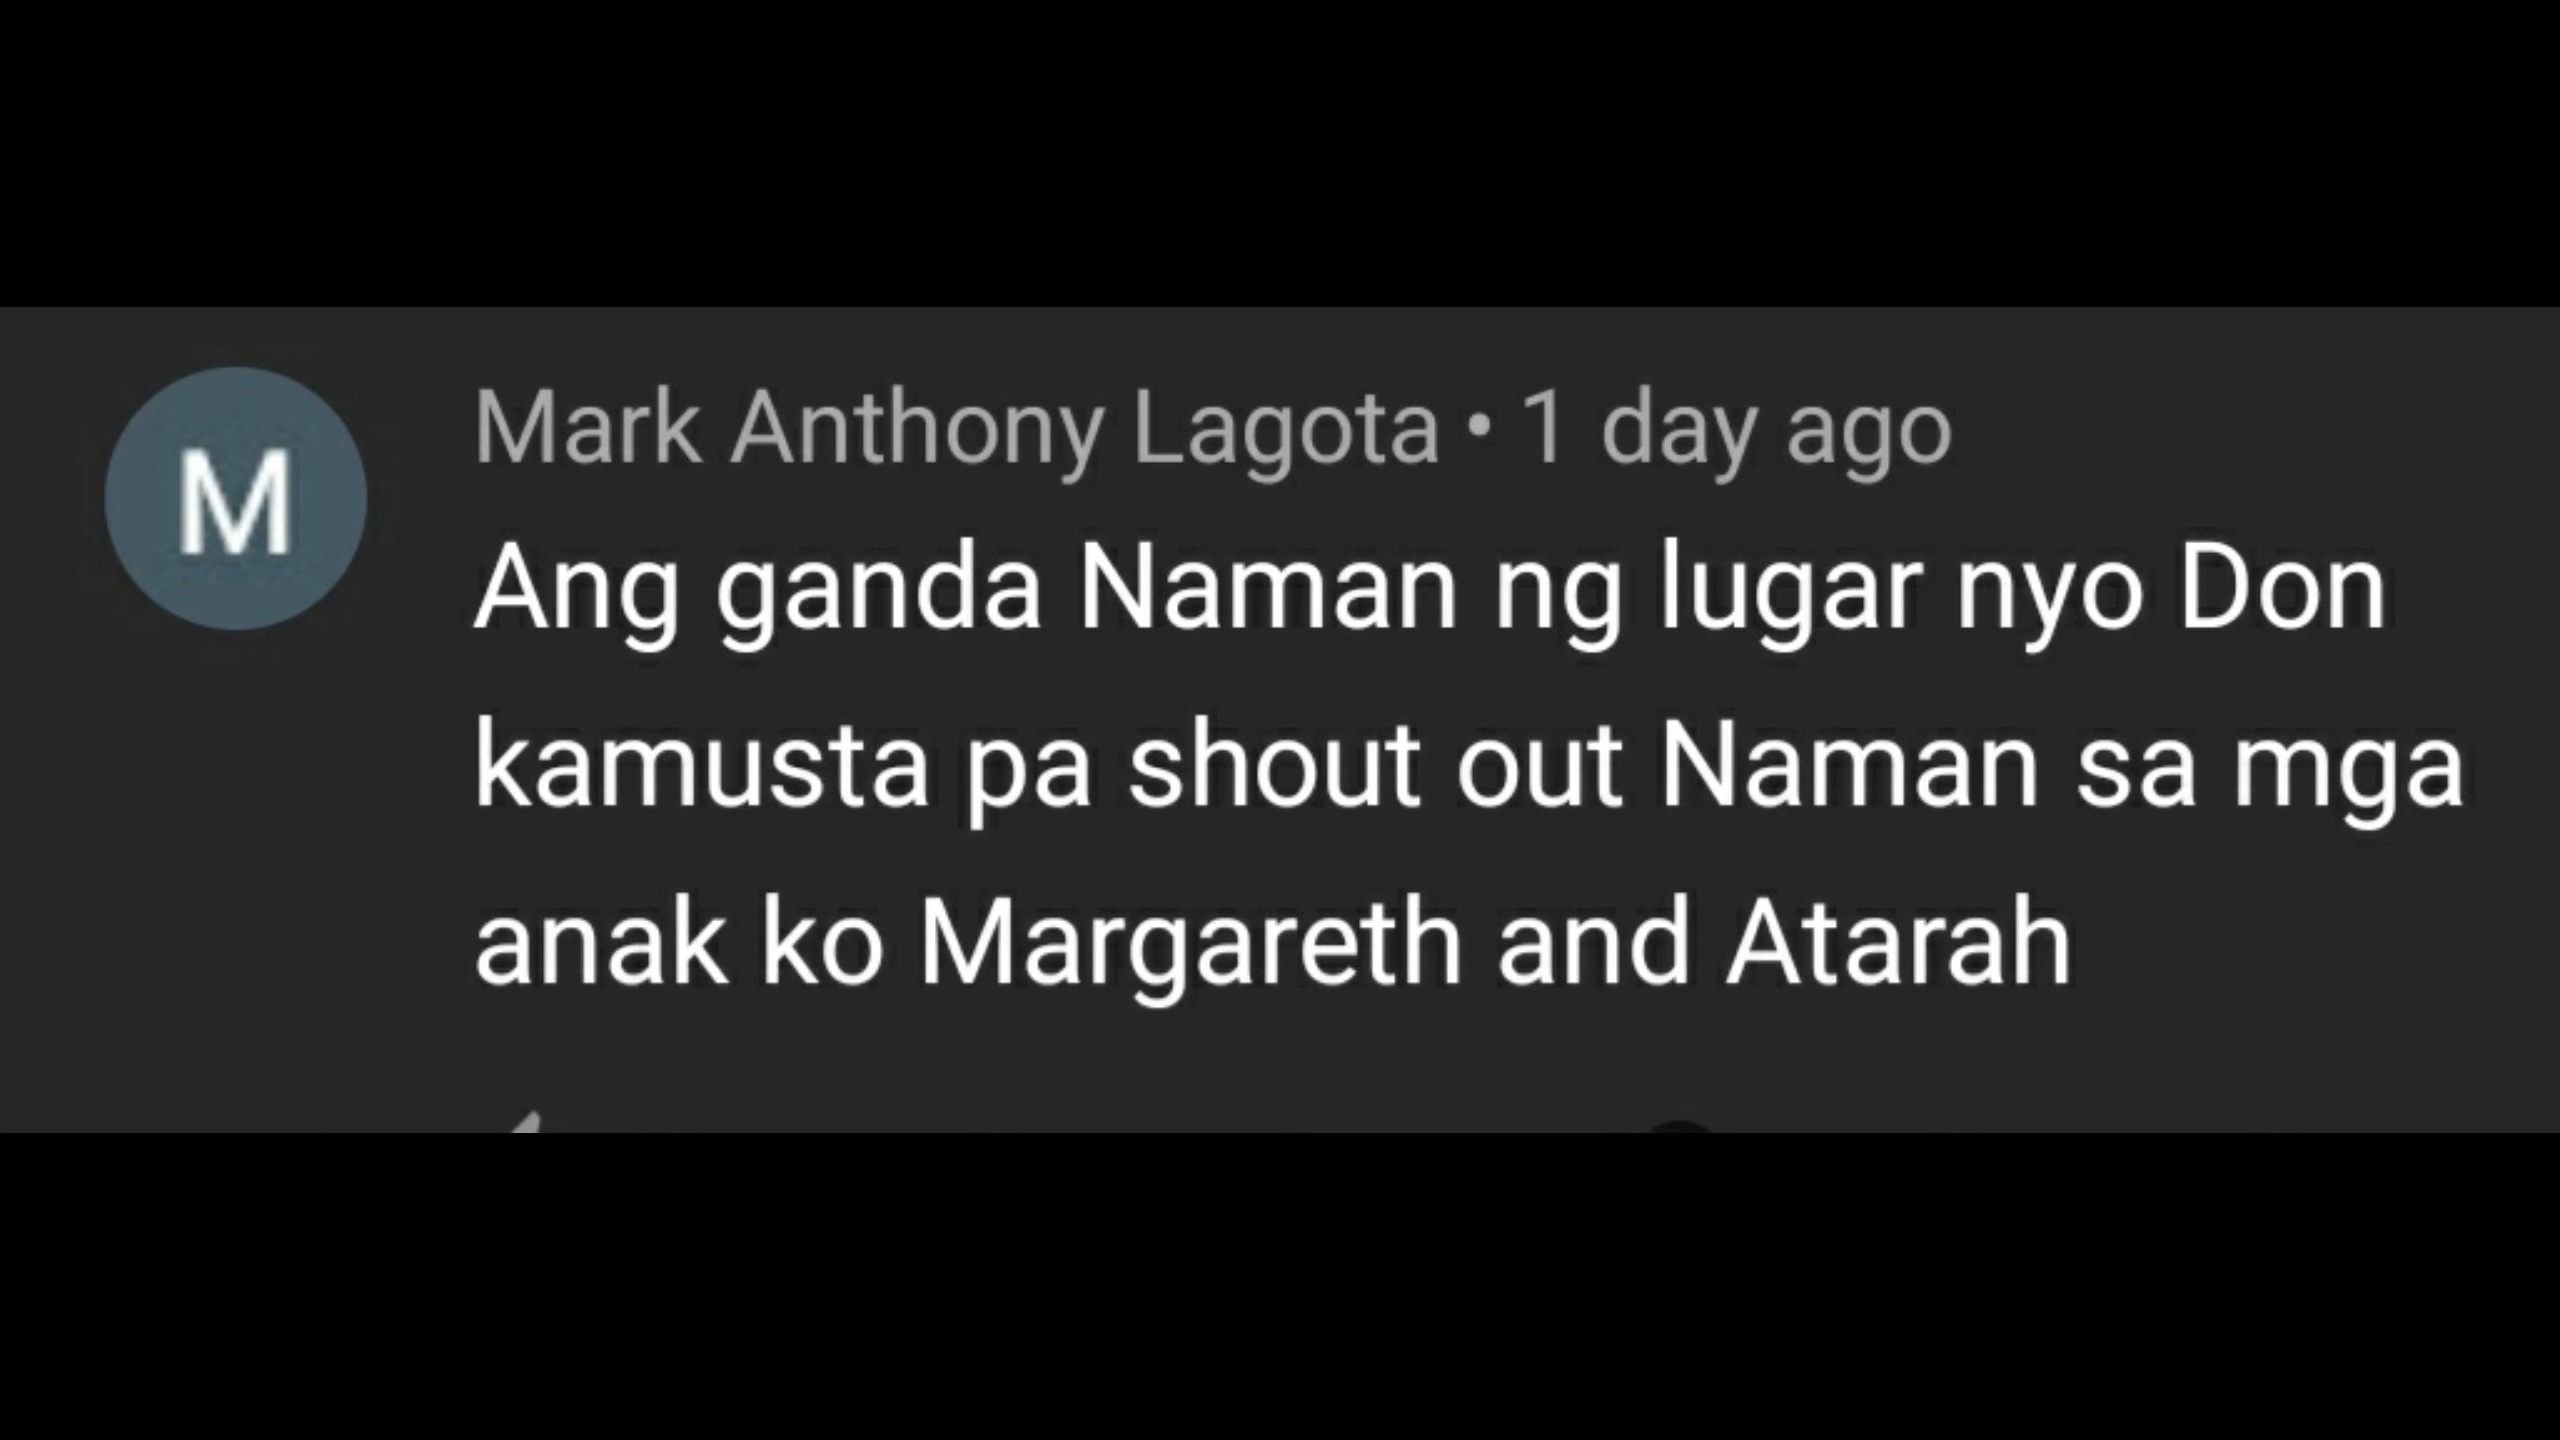 M
Mark Anthony Lagota • 1 day ago
Ang ganda Naman ng lugar nyo Don
kamusta pa shout out Naman sa mga
anak ko Margareth and Atarah